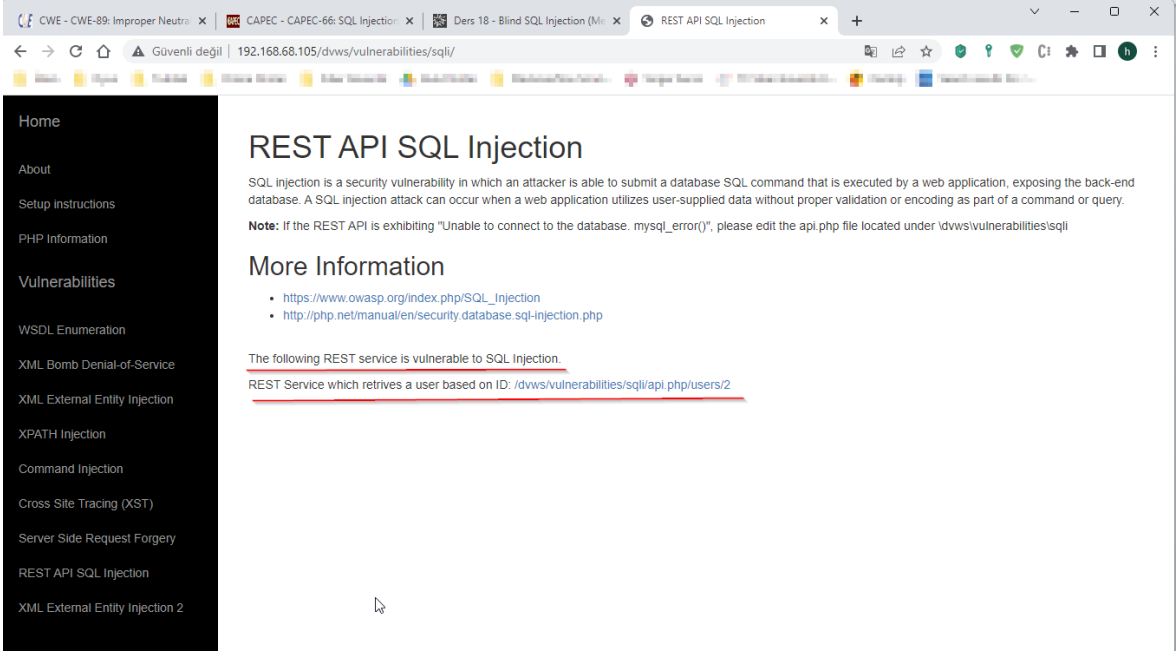 CWE - CWE-89: Improper Neutra
CAPEC - CAPEC-66: SQL Injection
Ders 18 - Blind SQL Injection (Me
REST API SQL Injection
Güvenli değil
192.168.68.105/dvws/vulnerabilities/sqli/
h
Home
About
Setup instructions
PHP Information
Vulnerabilities
WSDL Enumeration
XML Bomb Denial-of-Service
XML External Entity Injection
XPATH Injection
Command Injection
Cross Site Tracing (XST)
Server Side Request Forgery
REST API SQL Injection
XML External Entity Injection 2
REST API SQL Injection
SQL injection is a security vulnerability in which an attacker is able to submit a database SQL command that is executed by a web application, exposing the back-end
database. A SQL injection attack can occur when a web application utilizes user-supplied data without proper validation or encoding as part of a command or query.
Note: If the REST API is exhibiting "Unable to connect to the database. mysql_error()", please edit the api.php file located under \dvws\vulnerabilities\sqli
More Information
• https://www.owasp.org/index.php/SQL_Injection
• http://php.net/manual/en/security.database.sql-injection.php
The following REST service is vulnerable to SQL Injection.
REST Service which retrives a user based on ID: /dvws/vulnerabilities/sqli/api.php/users/2